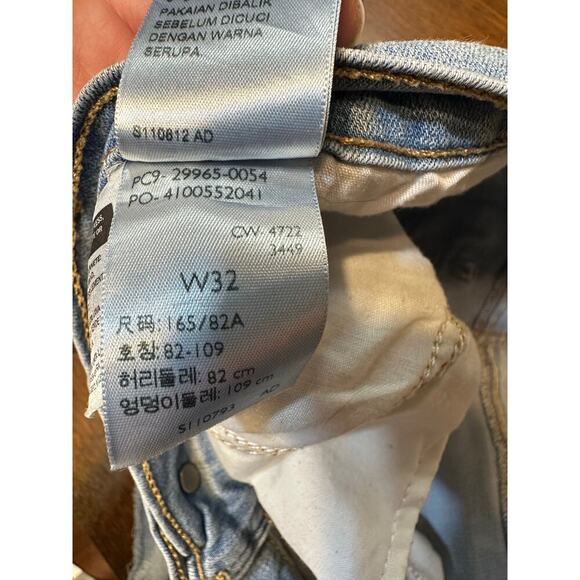 PAKAIAN DIBALIK
SEBELUM DICUCI
DENGAN WARNA
SERUPA.
S110812 AD
PC9- 29965-0054
PO- 4100552041
CW- 4722
3449
W32
尺码: 165/82A
호칭: 82-109
허리둘레: 82 cm
엉덩이둘레: 109 cm
S110793 AD